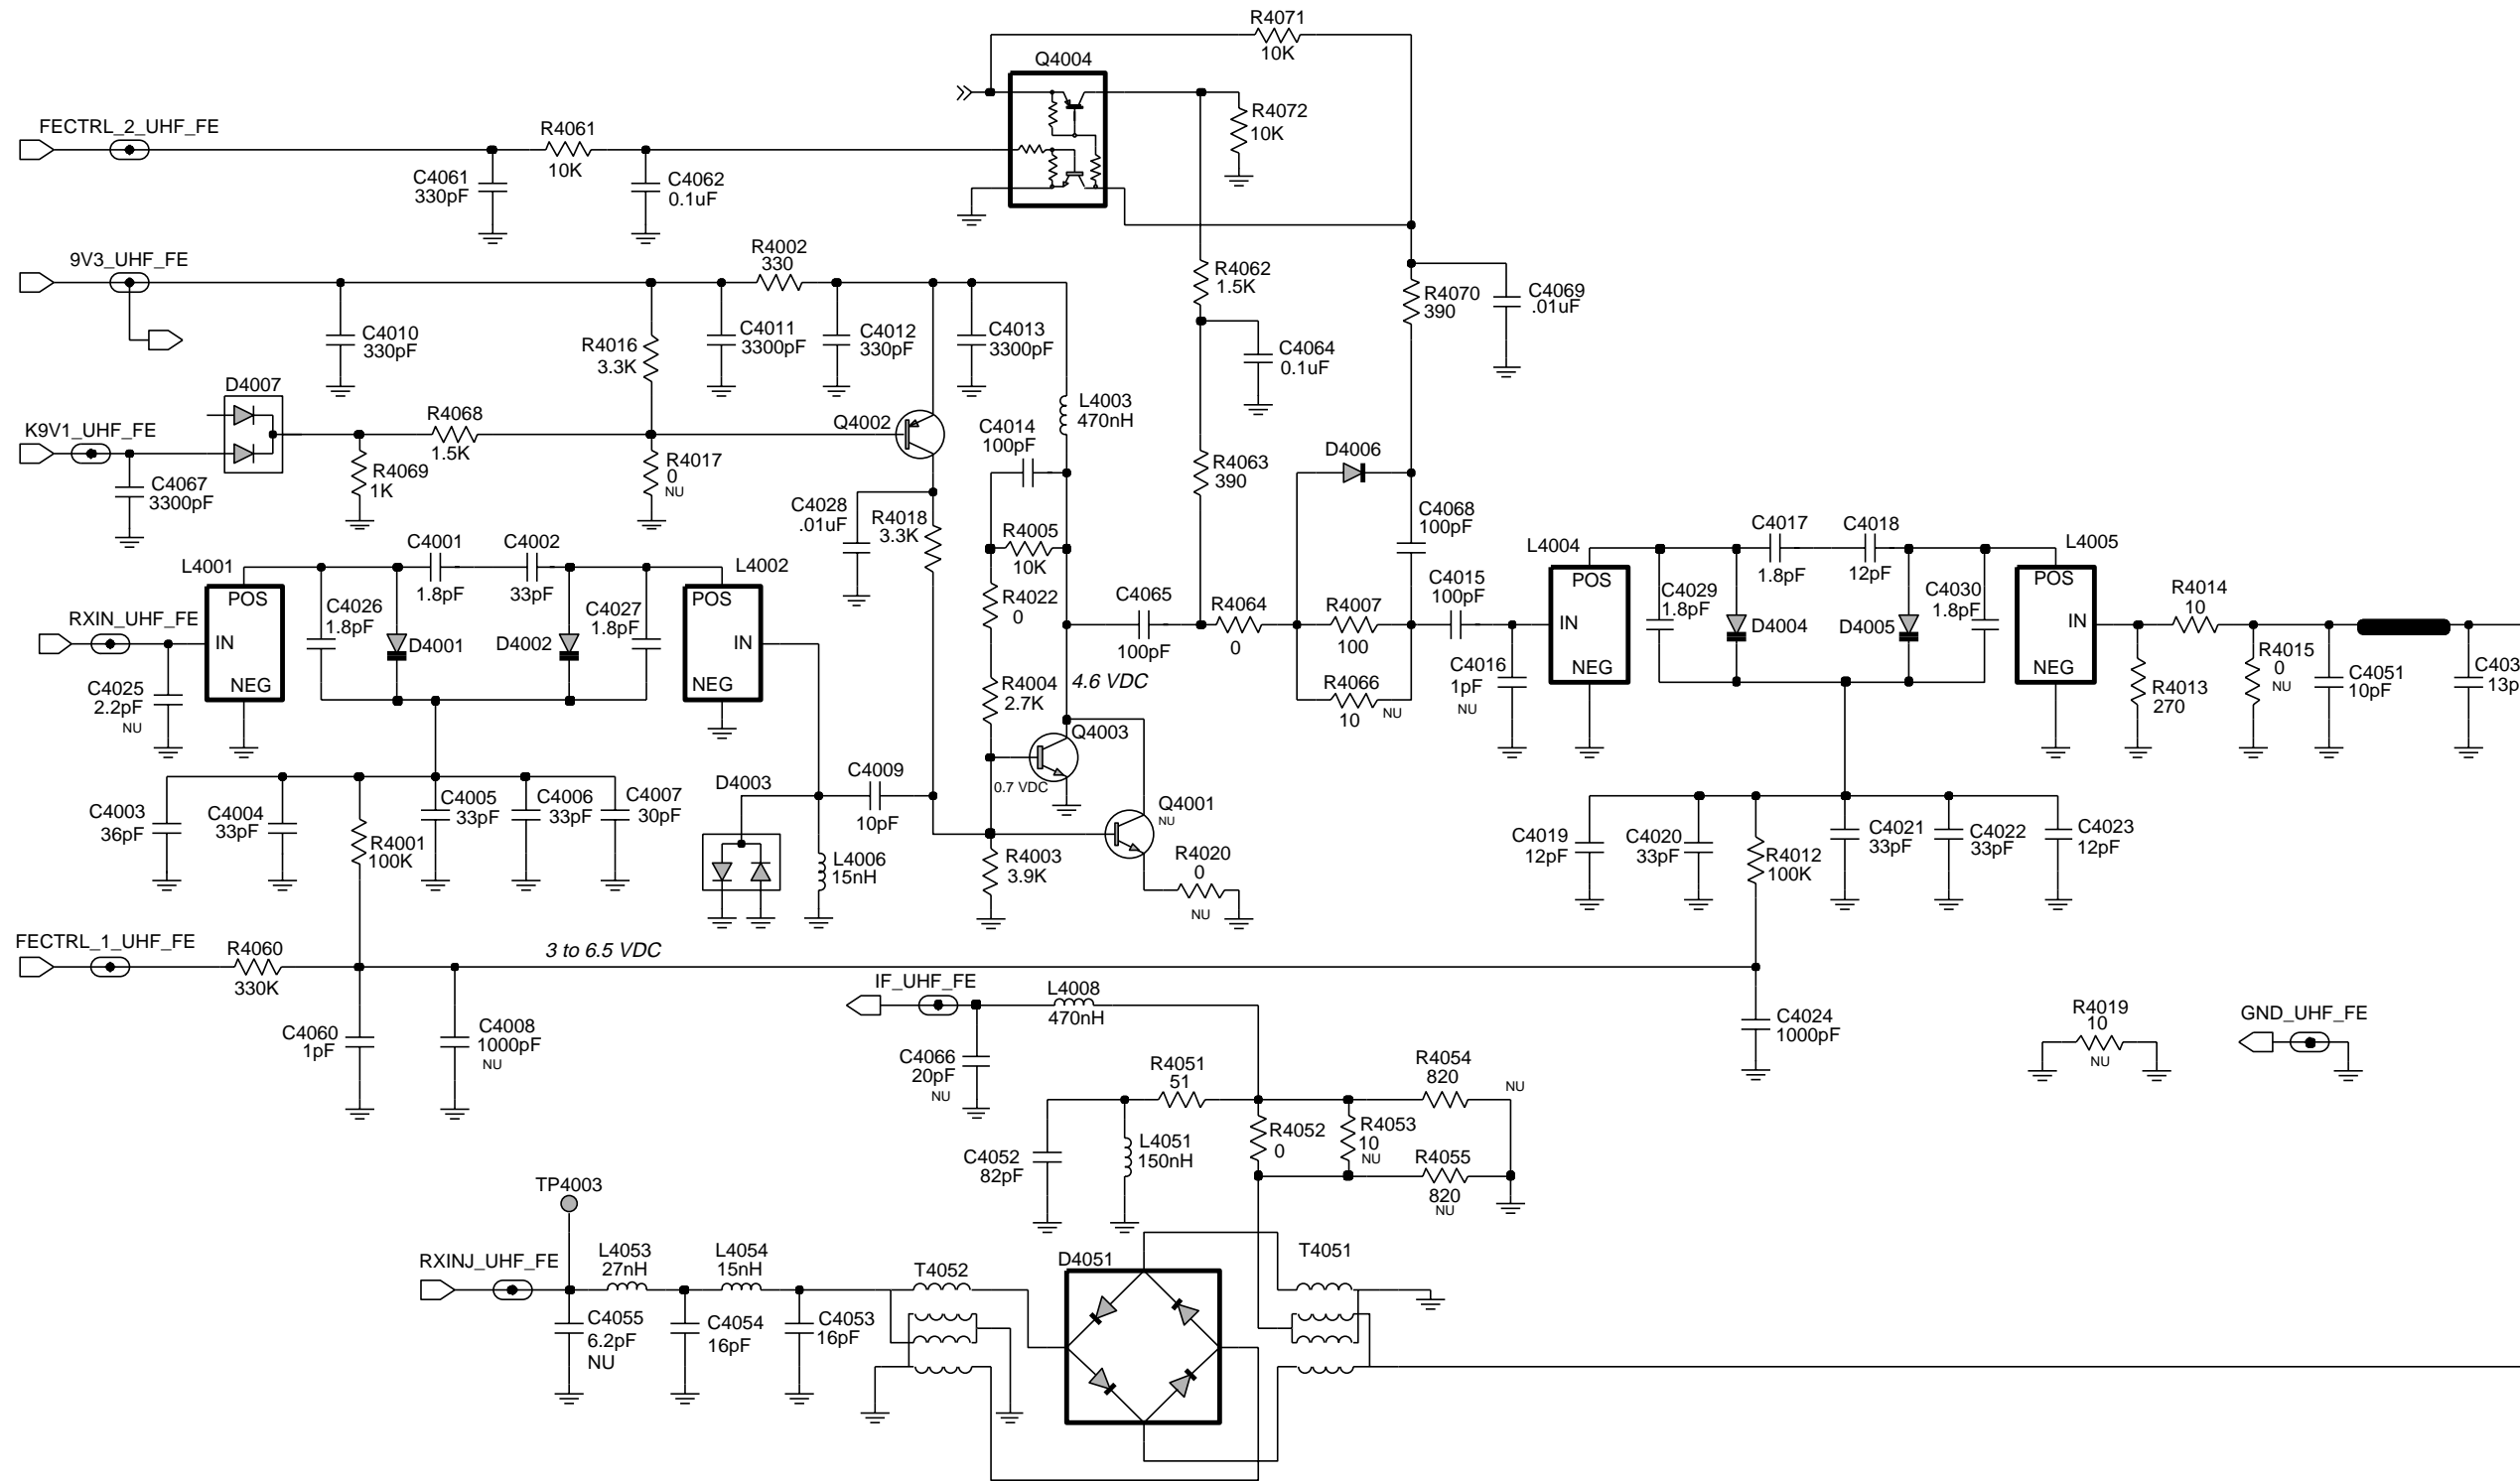 R4071
10K
Q4004
R4072
10K
FECTRL_2_UHF_FE
R4061
10K
C4061
330pF
C4062
0.1uF
9V3_UHF_FE
R4002
330
R4062
1.5K
R4070
390
C4069
.01uF
C4010
330pF
R4016
3.3K
C4011
3300pF
C4012
330pF
C4013
3300pF
C4064
0.1uF
D4007
L4003
470nH
K9V1_UHF_FE
R4068
1.5K
Q4002
C4014
100pF
R4069
1K
R4017
0
NU
C4067
3300pF
R4063
390
D4006
C4028
.01uF
R4018
3.3K
C4068
100pF
R4005
10K
L4001
C4001
1.8pF
C4002
33pF
L4002
L4004
C4017
1.8pF
C4018
12pF
L4005
POS
IN
NEG
C4026
1.8pF
D4001
D4002
C4027
1.8pF
POS
IN
NEG
RXIN_UHF_FE
C4025
2.2pF
NU
R4022
0
C4065
100pF
R4064
0
R4007
100
C4015
100pF
POS
IN
NEG
C4029
1.8pF
D4004
D4005
C4030
1.8pF
POS
IN
NEG
R4014
10
R4015
0
NU
R4004
2.7K
4.6 VDC
R4066
10
NU
C4016
1pF
NU
R4013
270
C4051
10pF
C403
13p
Q4003
0.7 VDC
D4003
C4009
10pF
Q4001
NU
C4003
36pF
C4004
33pF
R4001
100K
C4005
33pF
C4006
33pF
C4007
30pF
L4006
15nH
R4003
3.9K
R4020
0
NU
C4019
12pF
C4020
33pF
R4012
100K
C4021
33pF
C4022
33pF
C4023
12pF
FECTRL_1_UHF_FE
R4060
330K
3 to 6.5 VDC
IF_UHF_FE
L4008
470nH
C4060
1pF
C4008
1000pF
NU
C4066
20pF
NU
C4024
1000pF
R4019
10
NU
GND_UHF_FE
R4051
51
R4054
820
NU
R4052
0
R4053
10
NU
C4052
82pF
L4051
150nH
R4055
820
NU
TP4003
RXINJ_UHF_FE
L4053
27nH
L4054
15nH
T4052
D4051
T4051
C4055
6.2pF
NU
C4054
16pF
C4053
16pF